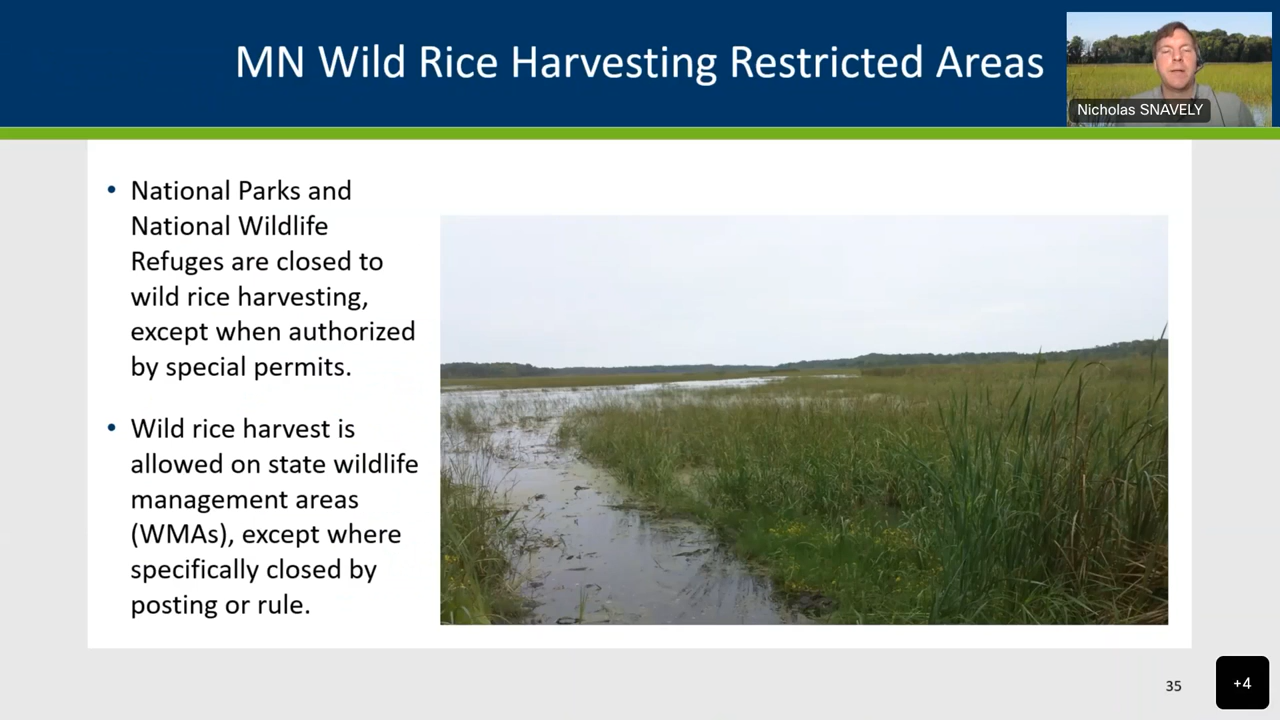 MN Wild Rice Harvesting Restricted Areas
Nicholas SNAVELY
• National Parks and
National Wildlife
Refuges are closed to
wild rice harvesting,
except when authorized
by special permits.
• Wild rice harvest is
allowed on state wildlife
management areas
(WMAs), except where
specifically closed by
posting or rule.
35
+4